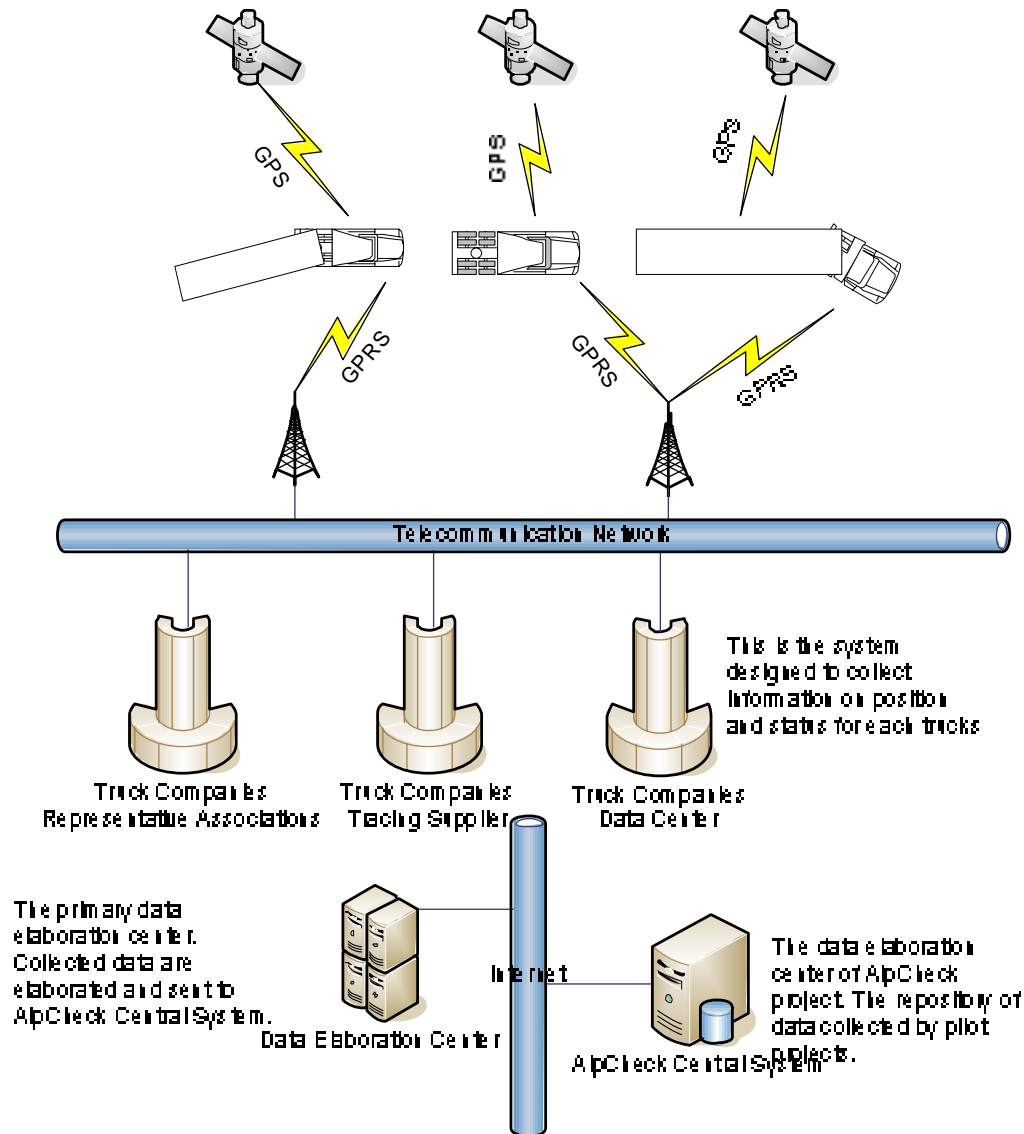 GPS
GPS
GPS
GPRS
GPRS
GPRS
Telecommunication Network
This is the system
designed to collect
information on position
and status for each trucks
Truck Companies
Representative Associations
Truck Companies
Tracing Supplier
Truck Companies
Data Center
The primary data
elaboration center.
Collected data are
elaborated and sent to
AlpCheck Central System.
Data Elaboration Center
Internet
The data elaboration
center of AlpCheck
project. The repository of
data collected by pilot
projects.
AlpCheck Central System